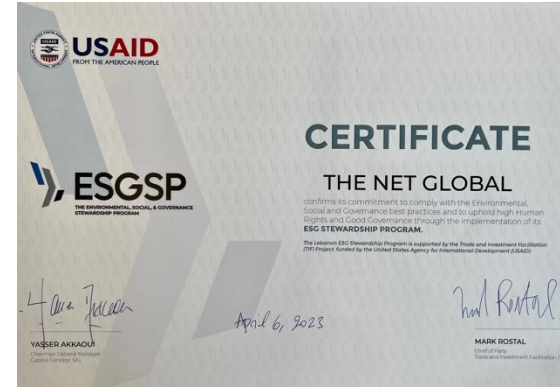 USAID
FROM THE AMERICAN PEOPLE
ESGSP
THE ENVIRONMENTAL, SOCIAL, & GOVERNANCE
STEWARDSHIP PROGRAM
CERTIFICATE
THE NET GLOBAL
confirms its commitment to comply with the Environmental,
Social and Governance best practices and to uphold high Human
Rights and Good Governance through the implementation of its
ESG STEWARDSHIP PROGRAM.
The Lebanon ESG Stewardship Program is supported by the Trade and Investment Facilitation
(TIF) Project, funded by the United States Agency for International Development (USAID)
April 6, 2023
YASSER AKKAOUI
Chairman General Manager
Capital Concept SAL
MARK ROSTAL
Chief of Party
Trade and Investment Facilitation